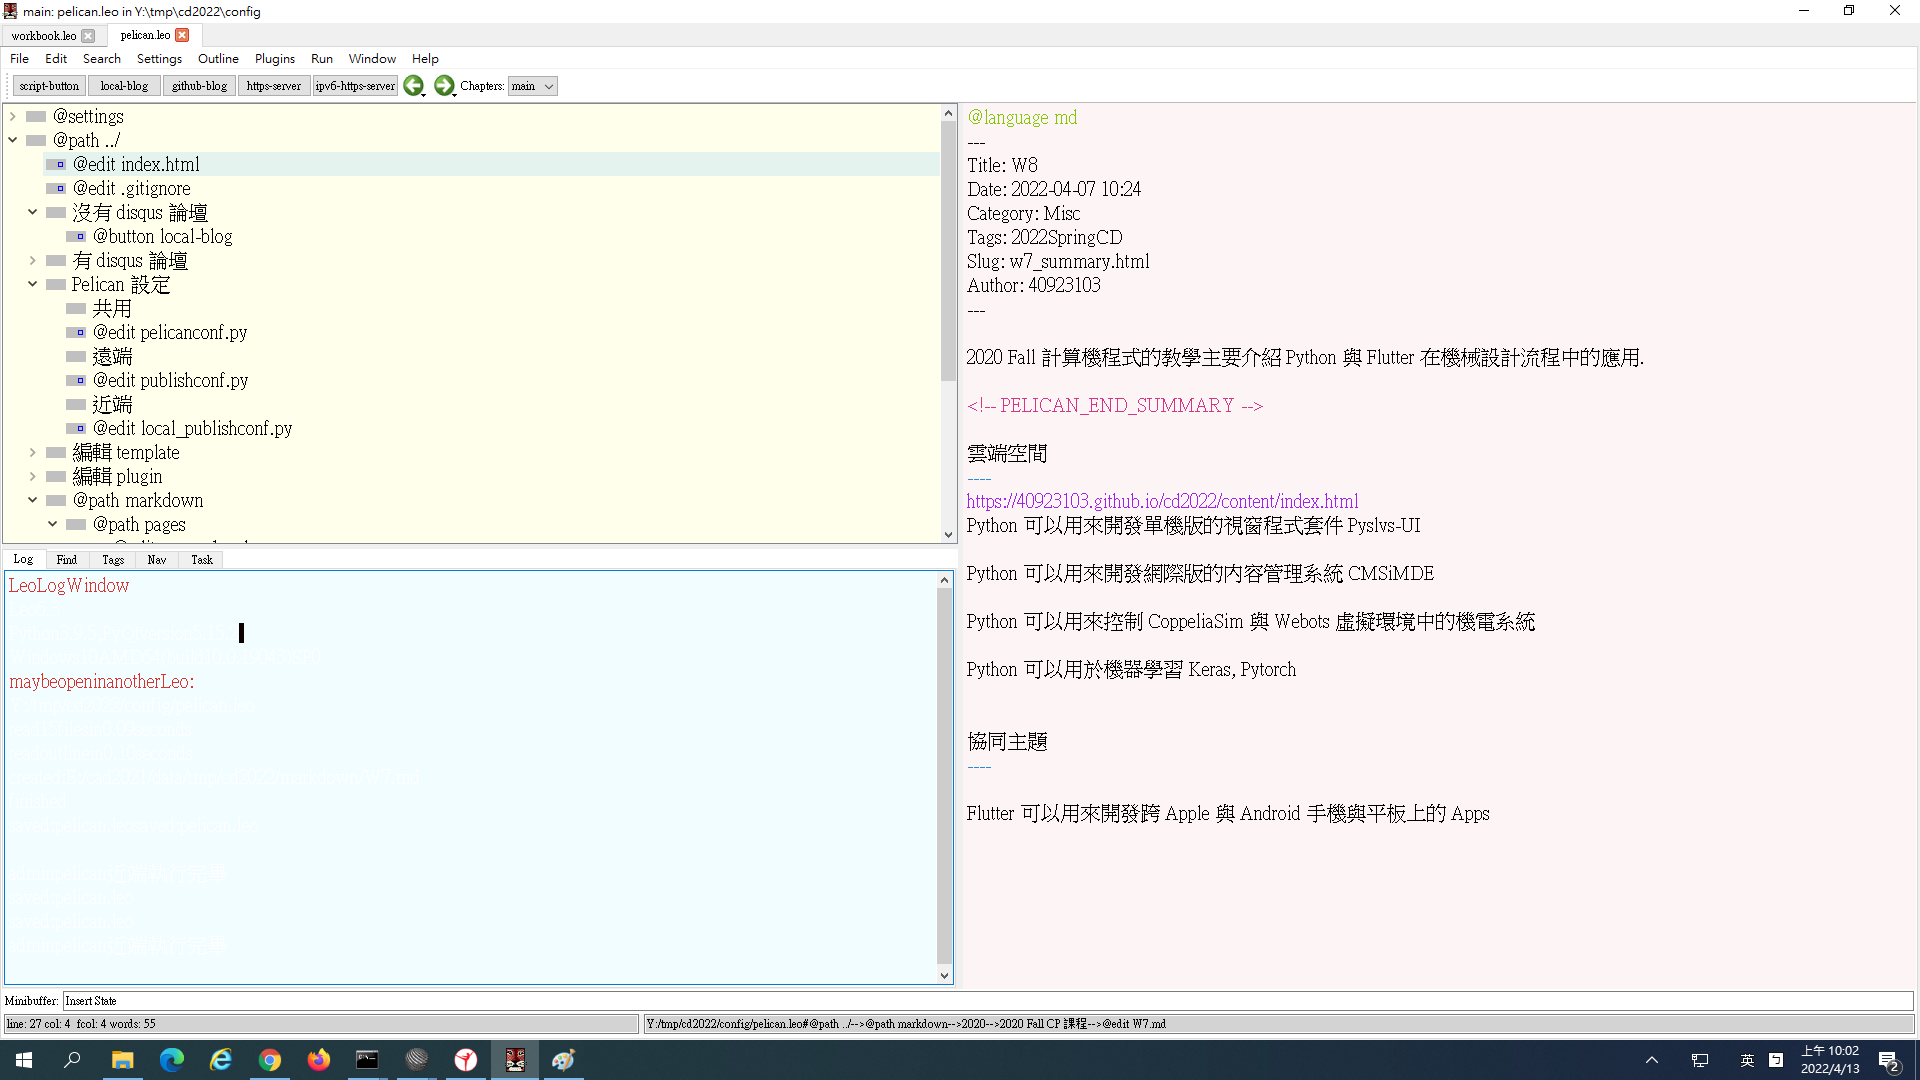 main: pelican.leo in Y:\tmp\cd2022\config
workbook.leo
pelican.leo
File Edit Search Settings Outline Plugins Run Window Help
script-button local-blog github-blog https-server ipv6-https-server Chapters: main
@settings
@path ../
@edit index.html
@edit .gitignore
沒有 disqus 論壇
@button local-blog
有 disqus 論壇
Pelican 設定
共用
@edit pelicanconf.py
遠端
@edit publishconf.py
近端
@edit local_publishconf.py
編輯 template
編輯 plugin
@path markdown
@path pages
Log Find Tags Nav Task
LeoLogWindow
maybeopeninanotherLeo:
@language md
---
Title: W8
Date: 2022-04-07 10:24
Category: Misc
Tags: 2022SpringCD
Slug: w7_summary.html
Author: 40923103
---
2020 Fall 計算機程式的教學主要介紹 Python 與 Flutter 在機械設計流程中的應用.
<!-- PELICAN_END_SUMMARY -->
雲端空間
----
https://40923103.github.io/cd2022/content/index.html
Python 可以用來開發單機版的視窗程式套件 Pyslvs-UI
Python 可以用來開發網際版的內容管理系統 CMSiMDE
Python 可以用來控制 CoppeliaSim 與 Webots 虛擬環境中的機電系統
Python 可以用於機器學習 Keras, Pytorch
協同主題
----
Flutter 可以用來開發跨 Apple 與 Android 手機與平板上的 Apps
Minibuffer: Insert State
line: 27 col: 4 fcol: 4 words: 55
Y:/tmp/cd2022/config/pelican.leo#@path ../-->@path markdown-->2020-->2020 Fall CP 課程-->@edit W7.md
英
上午 10:02
2022/4/13
2